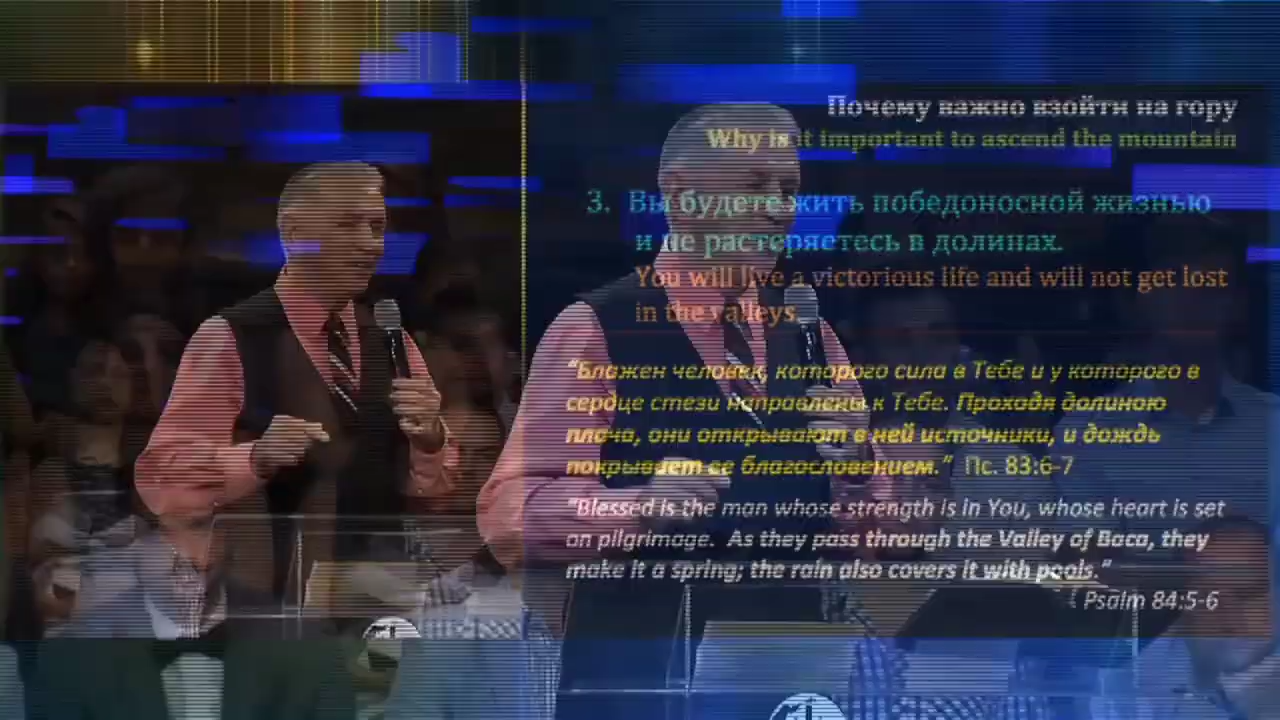 Почему важно взойти на гору
Why is it important to ascend the mountain
3. Вы будете жить победоносной жизнью
и не растеряетесь в долинах.
You will live a victorious life and will not get lost
in the valleys.
“Блажен человек, которого сила в Тебе и у которого в
сердце стези направлены к Тебе. Проходя долиною
плача, они открывают в ней источники, и дождь
покрывает ее благословением.” Пс. 83:6-7
“Blessed is the man whose strength is in You, whose heart is set
on pilgrimage. As they pass through the Valley of Baca, they
make it a spring; the rain also covers it with pools.”
Psalm 84:5-6